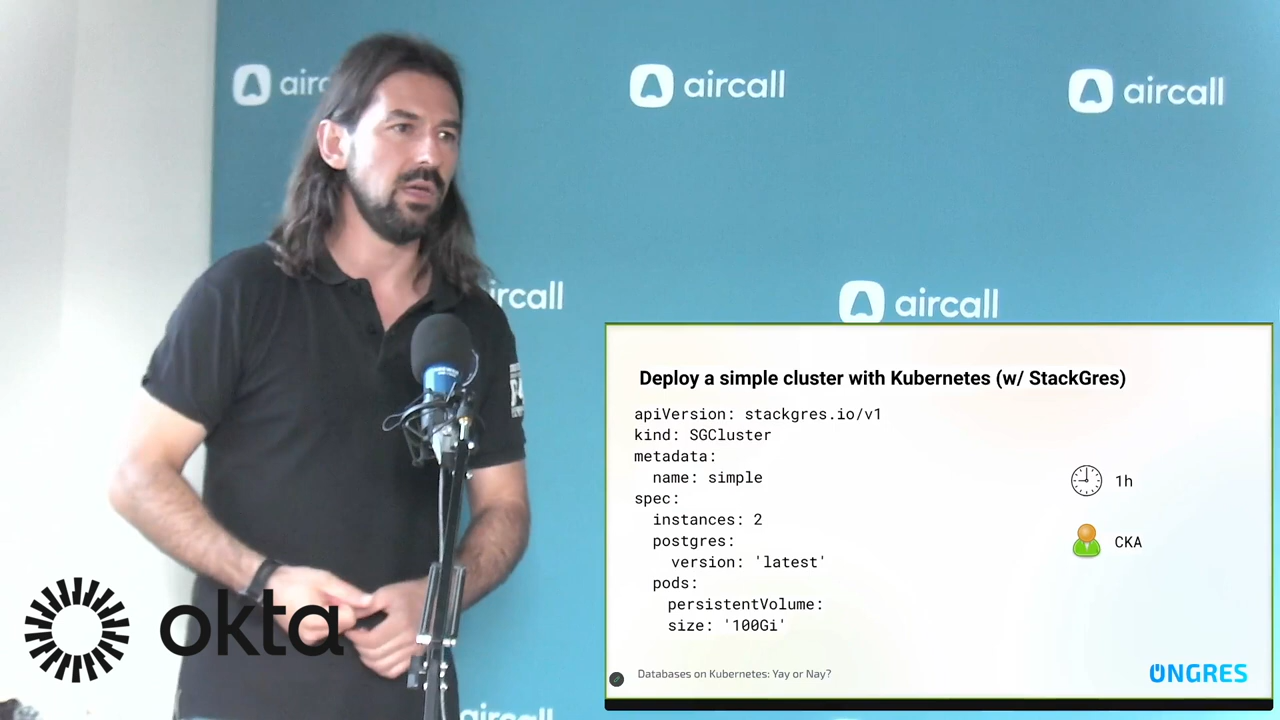 airc
aircall
aircall
ircall
aircall
Deploy a simple cluster with Kubernetes (w/ StackGres)
apiVersion: stackgres.io/v1
kind: SGCluster
metadata:
name: simple
spec:
instances: 2
postgres:
version: 'latest'
pods:
persistentVolume:
size: '100Gi'
1h
CKA
Databases on Kubernetes: Yay or Nay?
ONGRES
okta
aircall